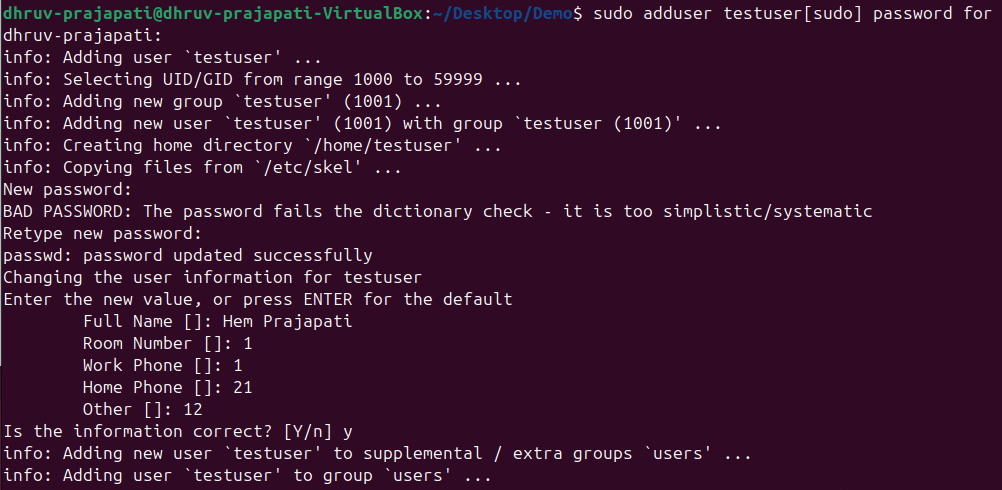 dhruv-prajapati@dhruv-prajapati-VirtualBox:~/Desktop/Demo$ sudo adduser testuser[sudo] password for
dhruv-prajapati:
info: Adding user `testuser' ...
info: Selecting UID/GID from range 1000 to 59999 ...
info: Adding new group `testuser' (1001) ...
info: Adding new user `testuser' (1001) with group `testuser (1001)' ...
info: Creating home directory `/home/testuser' ...
info: Copying files from `/etc/skel' ...
New password:
BAD PASSWORD: The password fails the dictionary check - it is too simplistic/systematic
Retype new password:
passwd: password updated successfully
Changing the user information for testuser
Enter the new value, or press ENTER for the default
        Full Name []: Hem Prajapati
        Room Number []: 1
        Work Phone []: 1
        Home Phone []: 21
        Other []: 12
Is the information correct? [Y/n] y
info: Adding new user `testuser' to supplemental / extra groups `users' ...
info: Adding user `testuser' to group `users' ...